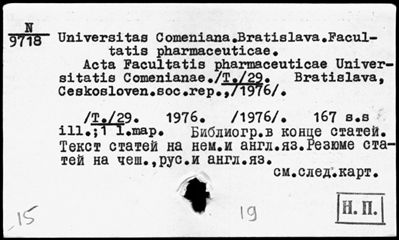 N
9718
Universitas Comeniana.Bratislava.Facul-
tatis pharmaceuticae.
Acta Facultatis pharmaceuticae Univer-
sitatis Comenianae./T./29. Bratislava,
Ceskosloven.soc.rep.,/1976/.
/T./29. 1976. /1976/. 167 s.s
ill.;1 l.map. Библиогр.в конце статей.
Текст статей на нем.и англ.яз.Резюме ста-
тей на чеш.,рус.и англ.яз.
см.след.карт.
15
19
Н.П.